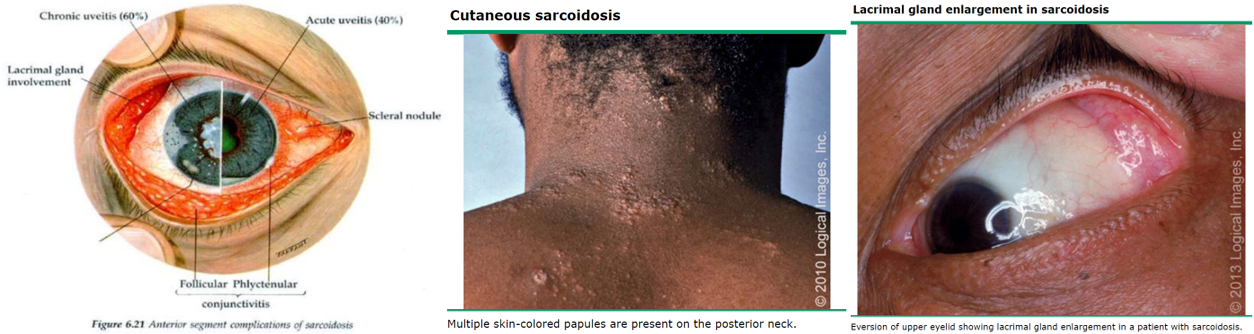 Chronic uveitis (60%)
Acute uveitis (40%)
Lacrimal gland
involvement
Scleral nodule
Follicular Phlyctenular
conjunctivitis
Figure 6.21 Anterior segment complications of sarcoidosis
Cutaneous sarcoidosis
© 2010 Logical Images, Inc.
Multiple skin-colored papules are present on the posterior neck.
Lacrimal gland enlargement in sarcoidosis
© 2013 Logical Images, Inc.
Eversion of upper eyelid showing lacrimal gland enlargement in a patient with sarcoidosis.